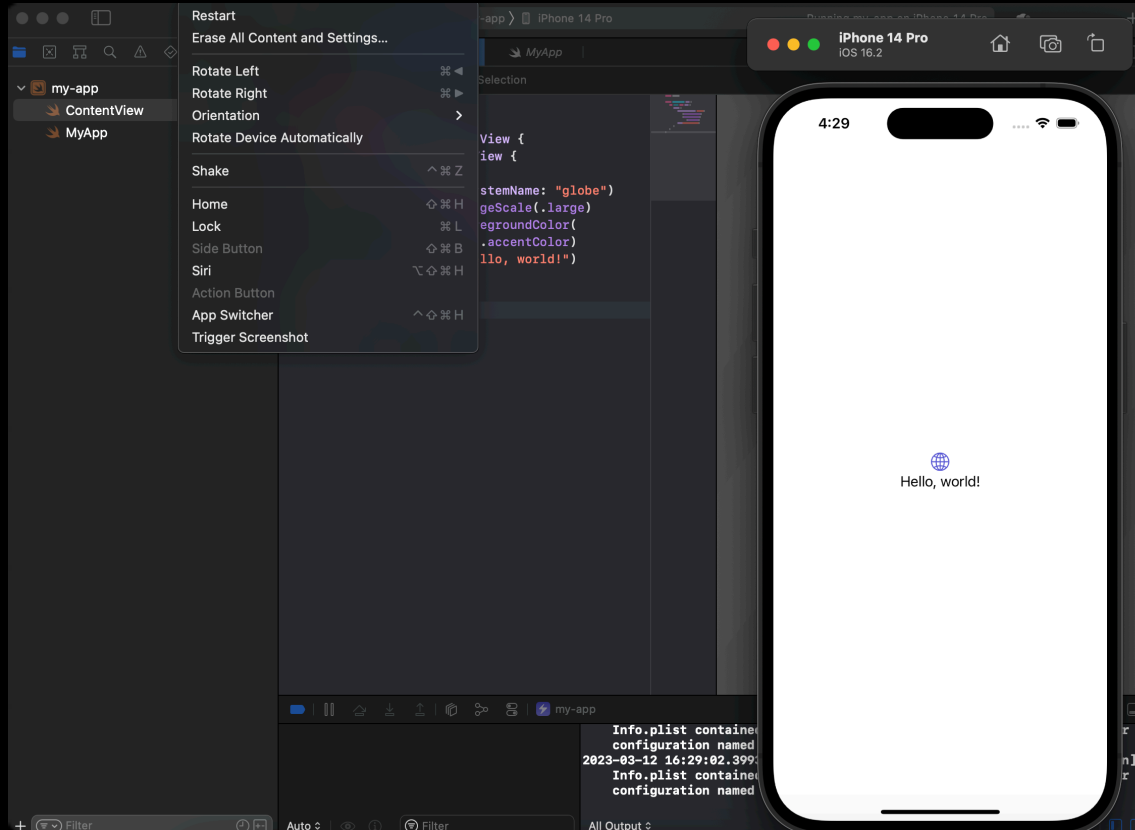 Restart
Erase All Content and Settings...
Rotate Left ⌘◀
Rotate Right ⌘▶
Orientation
Rotate Device Automatically
Shake ^⌘Z
Home ⇧⌘H
Lock ⌘L
Side Button ⇧⌘B
Siri ⌥⇧⌘H
Action Button
App Switcher ^⇧⌘H
Trigger Screenshot
-app 〉 iPhone 14 Pro
MyApp
Selection
my-app
ContentView
MyApp
View {
iew {
stemName: "globe")
geScale(.large)
egroundColor(
.accentColor)
llo, world!")
iPhone 14 Pro
iOS 16.2
4:29
Hello, world!
my-app
Info.plist containe
configuration named
2023-03-12 16:29:02.399
Info.plist containe
configuration named
Filter
Auto
Filter
All Output